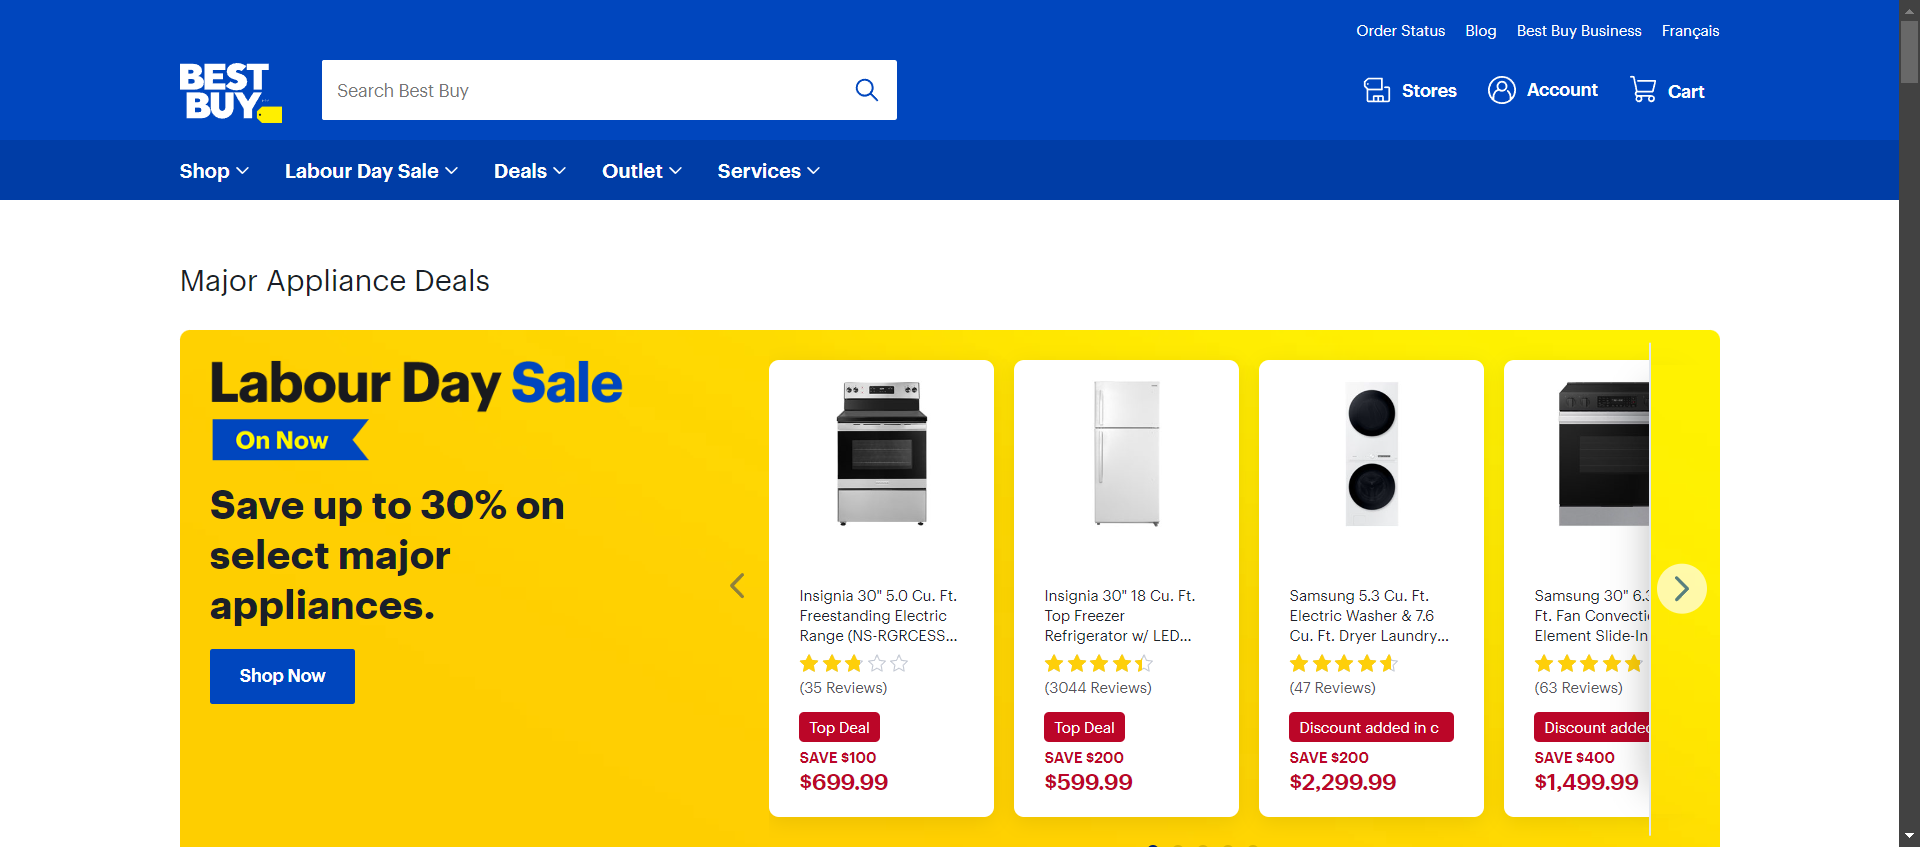 Order Status Blog Best Buy Business Français
BEST
BUY
Search Best Buy
Stores Account Cart
Shop Labour Day Sale Deals Outlet Services
Major Appliance Deals
Labour Day Sale
On Now
Save up to 30% on
select major
appliances.
Shop Now
Insignia 30" 5.0 Cu. Ft.
Freestanding Electric
Range (NS-RGRCESS...
(35 Reviews)
Top Deal
SAVE $100
$699.99
Insignia 30" 18 Cu. Ft.
Top Freezer
Refrigerator w/ LED...
(3044 Reviews)
Top Deal
SAVE $200
$599.99
Samsung 5.3 Cu. Ft.
Electric Washer & 7.6
Cu. Ft. Dryer Laundry...
(47 Reviews)
Discount added in c
SAVE $200
$2,299.99
Samsung 30" 6.3
Ft. Fan Convecti
Element Slide-In
(63 Reviews)
Discount added
SAVE $400
$1,499.99